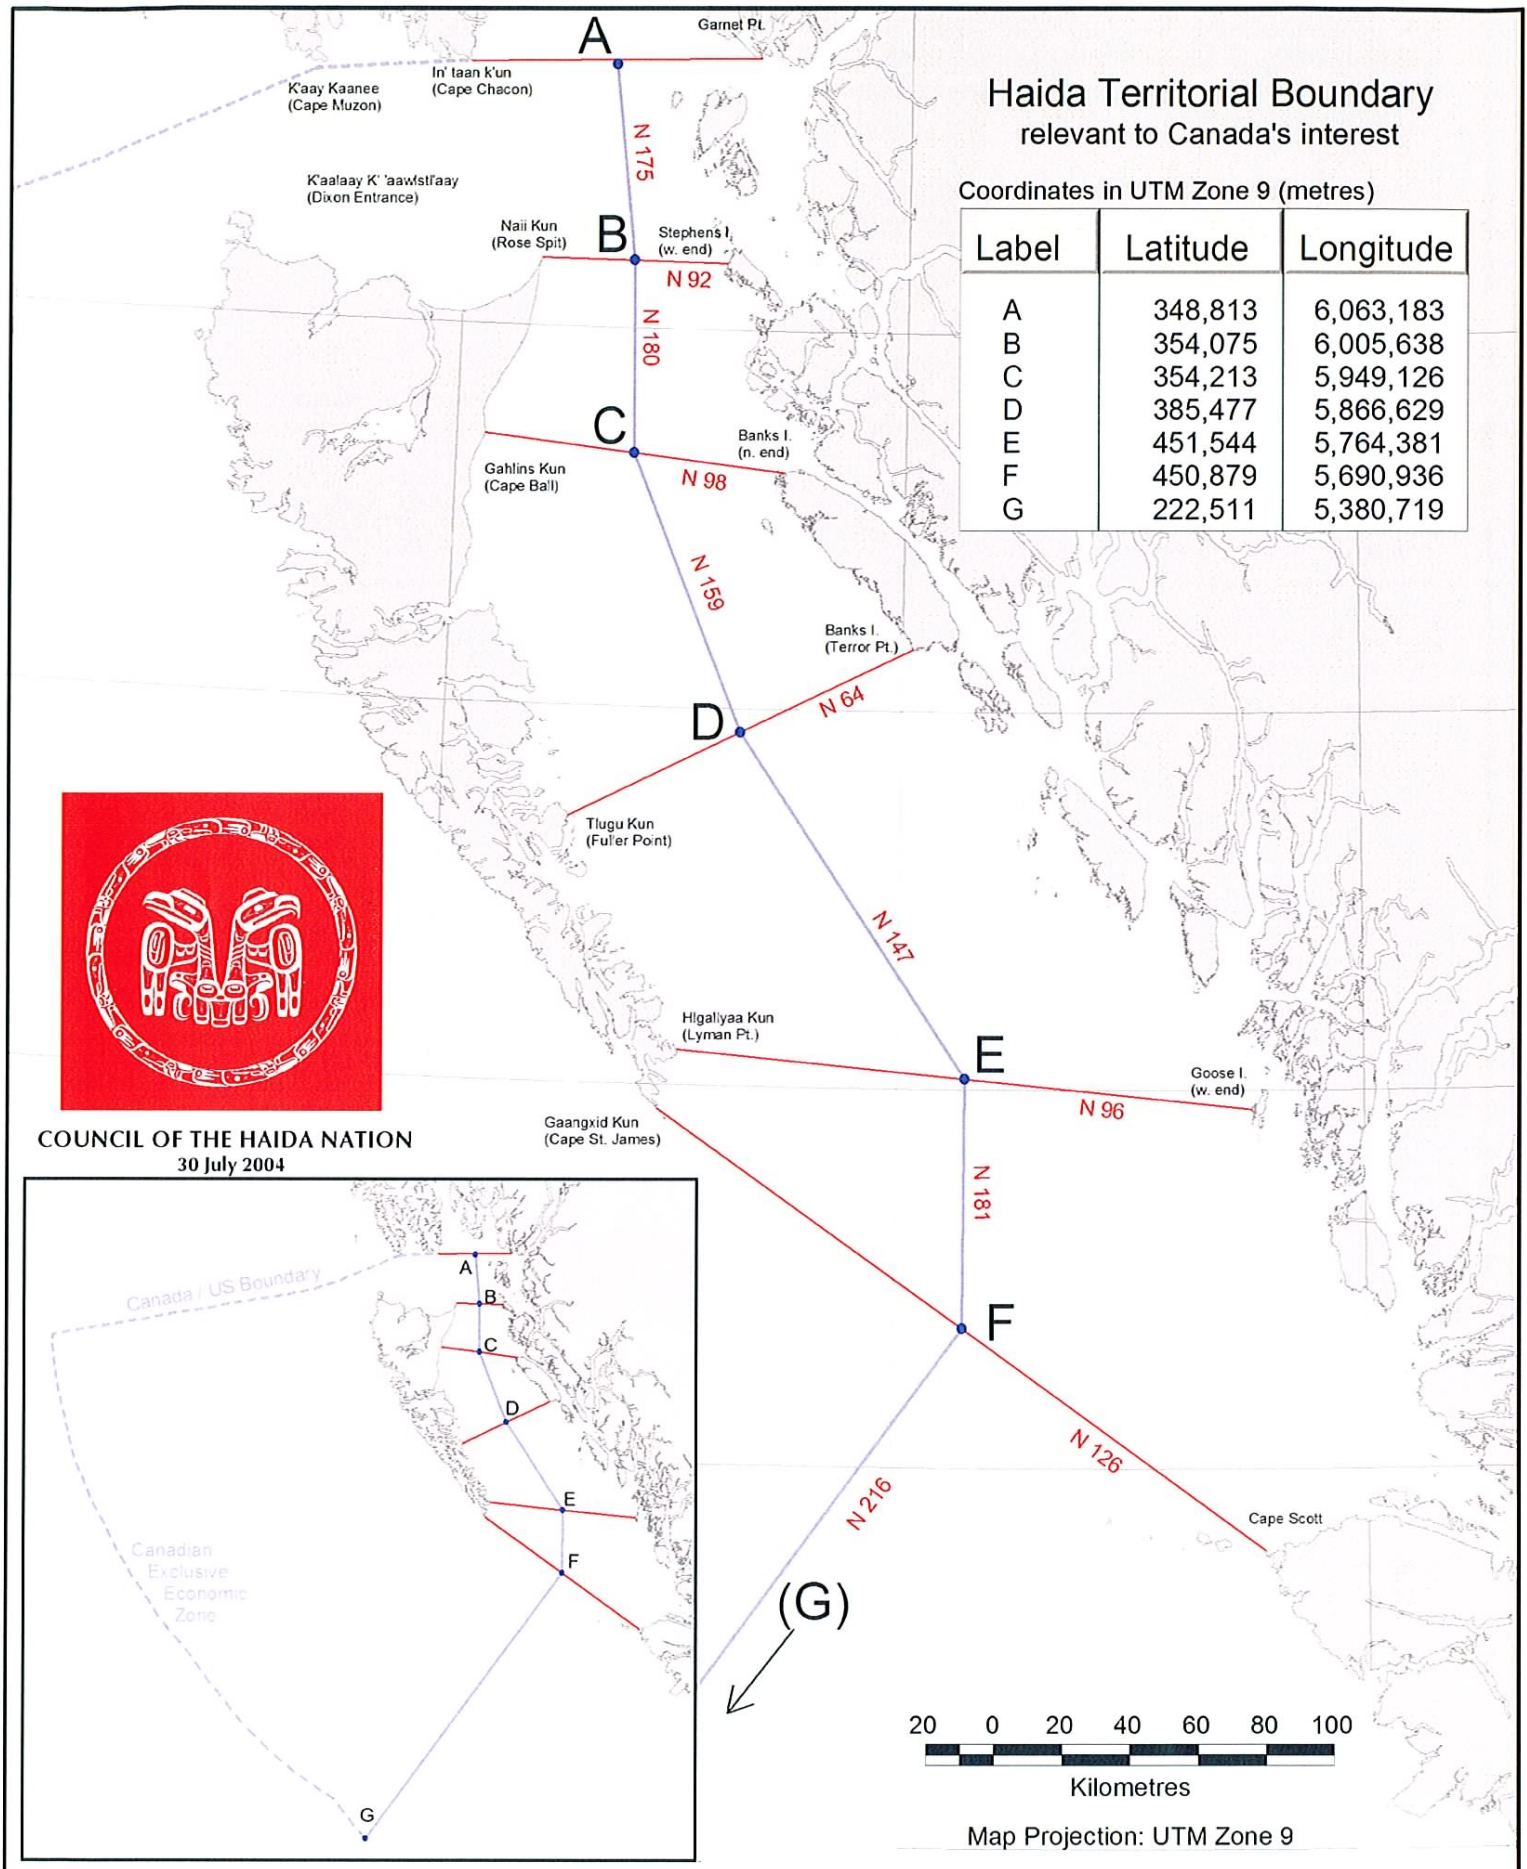 A
Garnet Pt.
In' taan k'un
(Cape Chacon)
K'aay Kaanee
(Cape Muzon)
Haida Territorial Boundary
relevant to Canada's interest
N 175
K'aalaay K' 'aawlstl'aay
(Dixon Entrance)
Coordinates in UTM Zone 9 (metres)
Label Latitude Longitude
A 348,813 6,063,183
B 354,075 6,005,638
C 354,213 5,949,126
D 385,477 5,866,629
E 451,544 5,764,381
F 450,879 5,690,936
G 222,511 5,380,719
Naii Kun
(Rose Spit)
B
Stephens I.
(w. end)
N 92
N 180
C
Banks I.
(n. end)
Gahlins Kun
(Cape Ball)
N 98
N 159
Banks I.
(Terror Pt.)
N 64
D
Tlugu Kun
(Fuller Point)
N 147
Hlgaliyaa Kun
(Lyman Pt.)
E
Goose I.
(w. end)
N 96
Gaangxid Kun
(Cape St. James)
COUNCIL OF THE HAIDA NATION
30 July 2004
N 181
F
N 126
N 216
Cape Scott
(G)
A
Canada / US Boundary
B
C
D
E
Canadian
Exclusive
Economic
Zone
F
G
20 0 20 40 60 80 100
Kilometres
Map Projection: UTM Zone 9